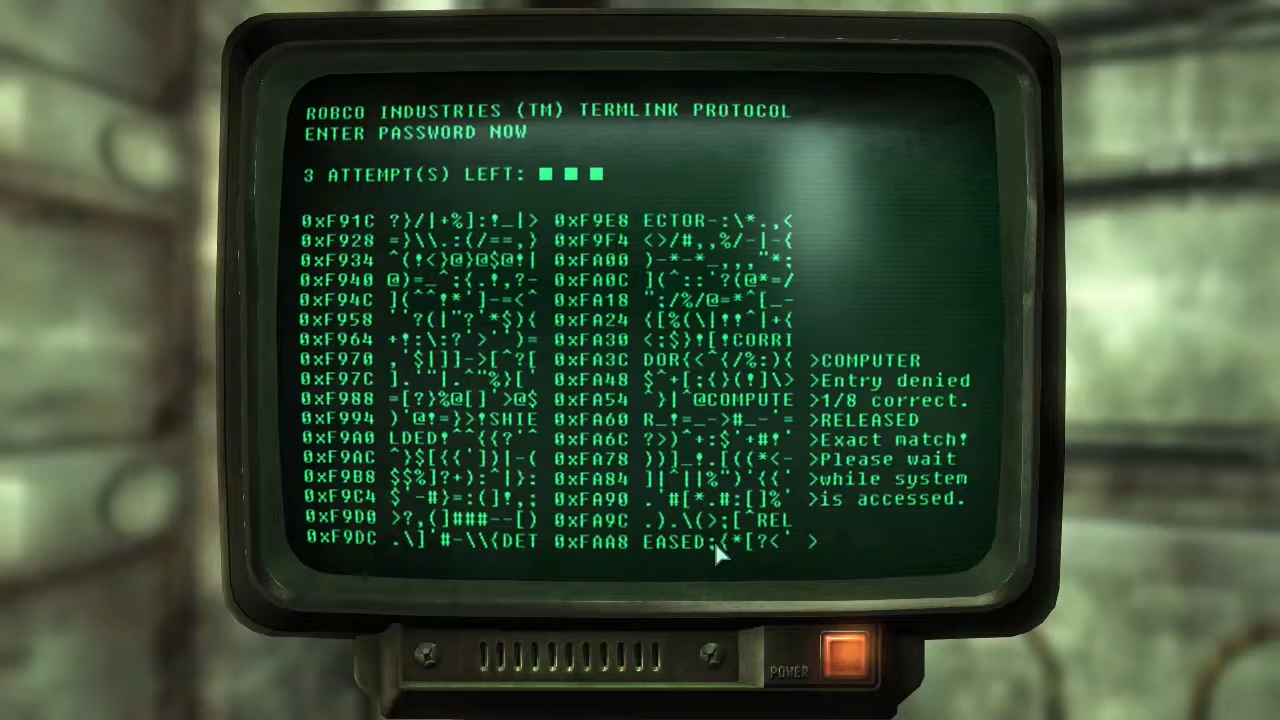 ROBCO INDUSTRIES (TM) TERMLINK PROTOCOL
ENTER PASSWORD NOW
3 ATTEMPT(S) LEFT: ■ ■ ■
0xF91C ?}/|+%]:!_|> 0xF9E8 ECTOR-:\*.,<
0xF928 =}\\.:(/==,} 0xF9F4 <>/#,,%/-|-{
0xF934 ^(!<}@}@$@!| 0xFA00 )-*-*_,,,"*;
0xF940 @)=_^;{.!,?- 0xFA0C ](^::'?(@*=/
0xF94C ](^^!*']-=<^ 0xFA18 ";/%/@=*^[_-
0xF958 ''?(|"?'*$){ 0xFA24 {[%(\|!!^|+{
0xF964 +!:\:?'>'')= 0xFA30 <;$}![!CORRI
0xF970 ,'$|]]->[^?[ 0xFA3C DOR{<^{/%:){ >COMPUTER
0xF97C ].'"|.^"%}[' 0xFA48 $^+[;{}(!]\> >Entry denied
0xF988 =[?}%@[]'>@$ 0xFA54 ^}|^@COMPUTE >1/8 correct.
0xF994 )'@!=}>!SHIE 0xFA60 R_!=_->#_-'= >RELEASED
0xF9A0 LDED!^^{{?'^ 0xFA6C ?>)^+:$'+#!' >Exact match!
0xF9AC ^}$[{{'])|-( 0xFA78 ))]_!.[((*<- >Please wait
0xF9B8 $$%]?+):^|}: 0xFA84 ]|^||%")'{{' >while system
0xF9C4 $'-#}=:(]!,; 0xFA90 .'#[*.#:[]%' >is accessed.
0xF9D0 >?,(]###--[) 0xFA9C .).\(>;[^REL
0xF9DC .\]'#-\\{DET 0xFAA8 EASED;{*[?<' >
POWER